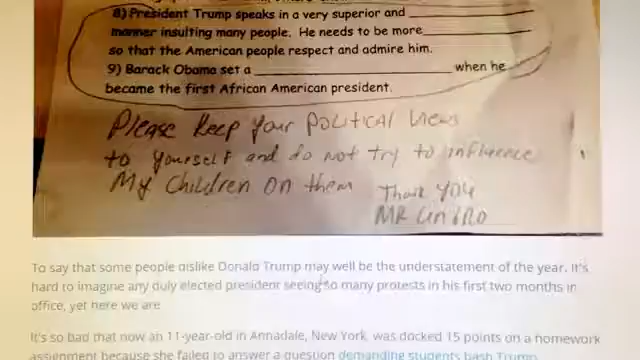 8) President Trump speaks in a very superior and ____________
manner insulting many people. He needs to be more____________
so that the American people respect and admire him.
9) Barack Obama set a ____________ when he
became the first African American president.
Please Keep your political views
to yourself and do not try to influence
My Children on them
Thank you
MR
To say that some people dislike Donald Trump may well be the understatement of the year. It's
hard to imagine any duly elected president seeing so many protests in his first two months in
office, yet here we are
It's so bad that now an 11-year-old in Annadale, New York, was docked 15 points on a homework
assignment because she failed to answer a question demanding students bash Trump